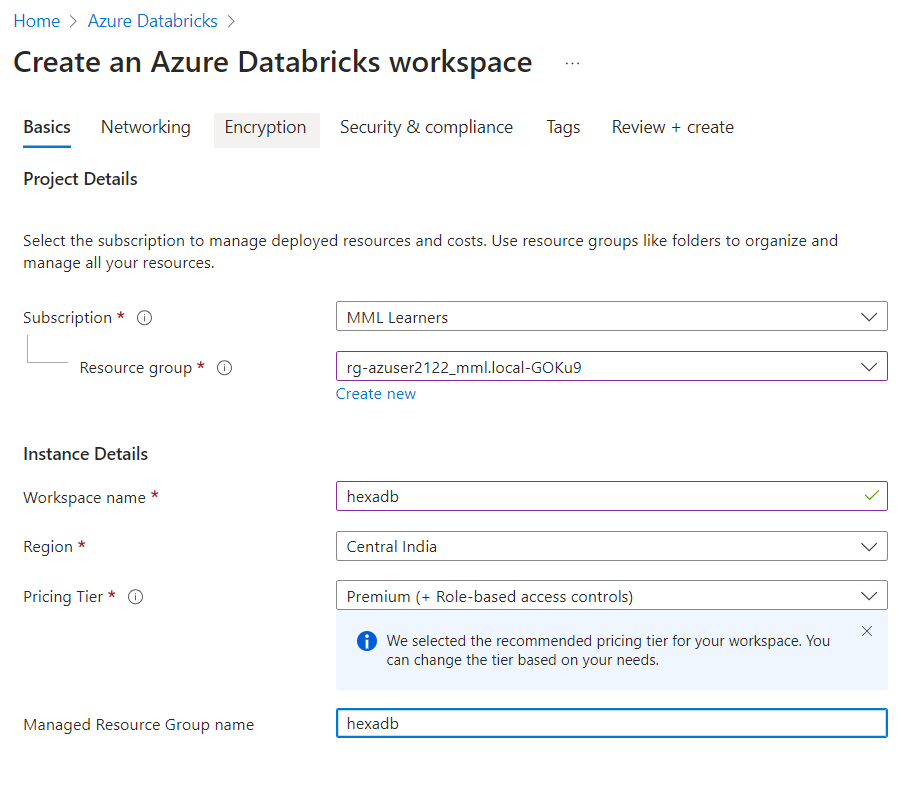 Home > Azure Databricks >
Create an Azure Databricks workspace ...
Basics Networking Encryption Security & compliance Tags Review + create
Project Details
Select the subscription to manage deployed resources and costs. Use resource groups like folders to organize and
manage all your resources.
Subscription * MML Learners
Resource group * rg-azuser2122_mml.local-GOKu9
Create new
Instance Details
Workspace name * hexadb
Region * Central India
Pricing Tier * Premium (+ Role-based access controls)
We selected the recommended pricing tier for your workspace. You
can change the tier based on your needs.
Managed Resource Group name hexadb